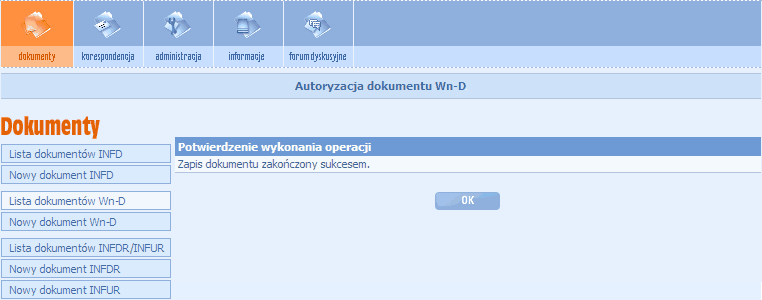 dokumenty
korespondencja
administracja
informacje
forum dyskusyjne
Autoryzacja dokumentu Wn-D
Dokumenty
Lista dokumentów INFD
Nowy dokument INFD
Lista dokumentów Wn-D
Nowy dokument Wn-D
Lista dokumentów INFDR/INFUR
Nowy dokument INFDR
Nowy dokument INFUR
Potwierdzenie wykonania operacji
Zapis dokumentu zakończony sukcesem.
OK